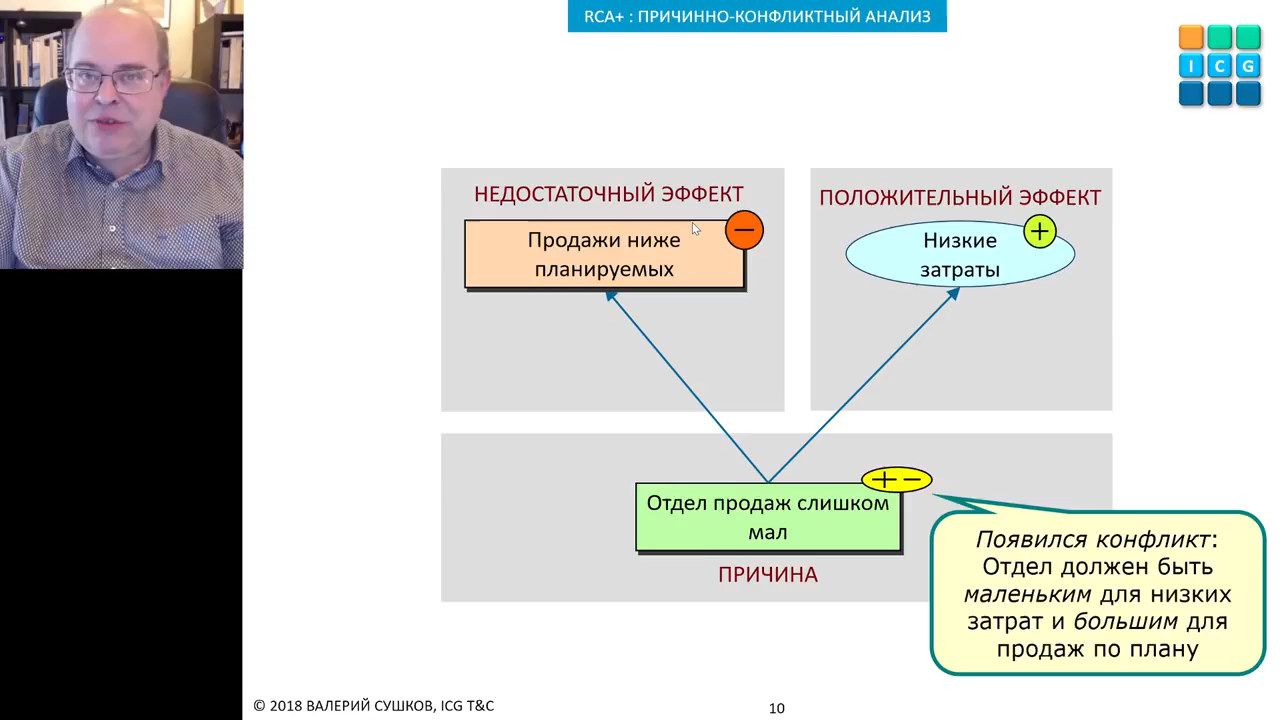 RCA+ : ПРИЧИННО-КОНФЛИКТНЫЙ АНАЛИЗ
I C G
НЕДОСТАТОЧНЫЙ ЭФФЕКТ
Продажи ниже
планируемых
−
ПОЛОЖИТЕЛЬНЫЙ ЭФФЕКТ
Низкие
затраты
+
+ −
Отдел продаж слишком
мал
ПРИЧИНА
Появился конфликт:
Отдел должен быть
маленьким для низких
затрат и большим для
продаж по плану
© 2018 ВАЛЕРИЙ СУШКОВ, ICG T&C
10